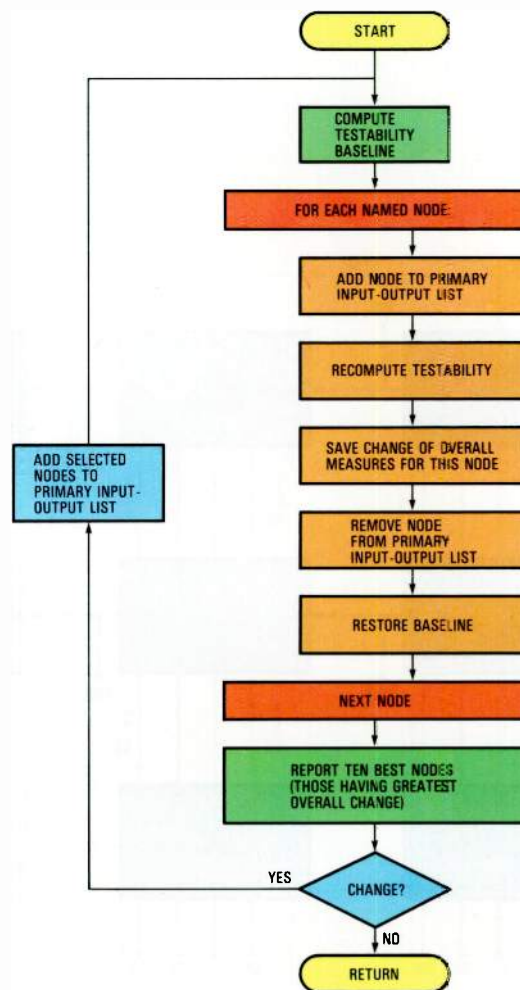 START
COMPUTE
TESTABILITY
BASELINE
FOR EACH NAMED NODE:
ADD NODE TO PRIMARY
INPUT-OUTPUT LIST
RECOMPUTE TESTABILITY
SAVE CHANGE OF OVERALL
MEASURES FOR THIS NODE
REMOVE NODE
FROM PRIMARY
INPUT-OUTPUT LIST
RESTORE BASELINE
NEXT NODE
REPORT TEN BEST NODES
(THOSE HAVING GREATEST
OVERALL CHANGE)
CHANGE?
YES
ADD SELECTED
NODES TO
PRIMARY INPUT-
OUTPUT LIST
NO
RETURN